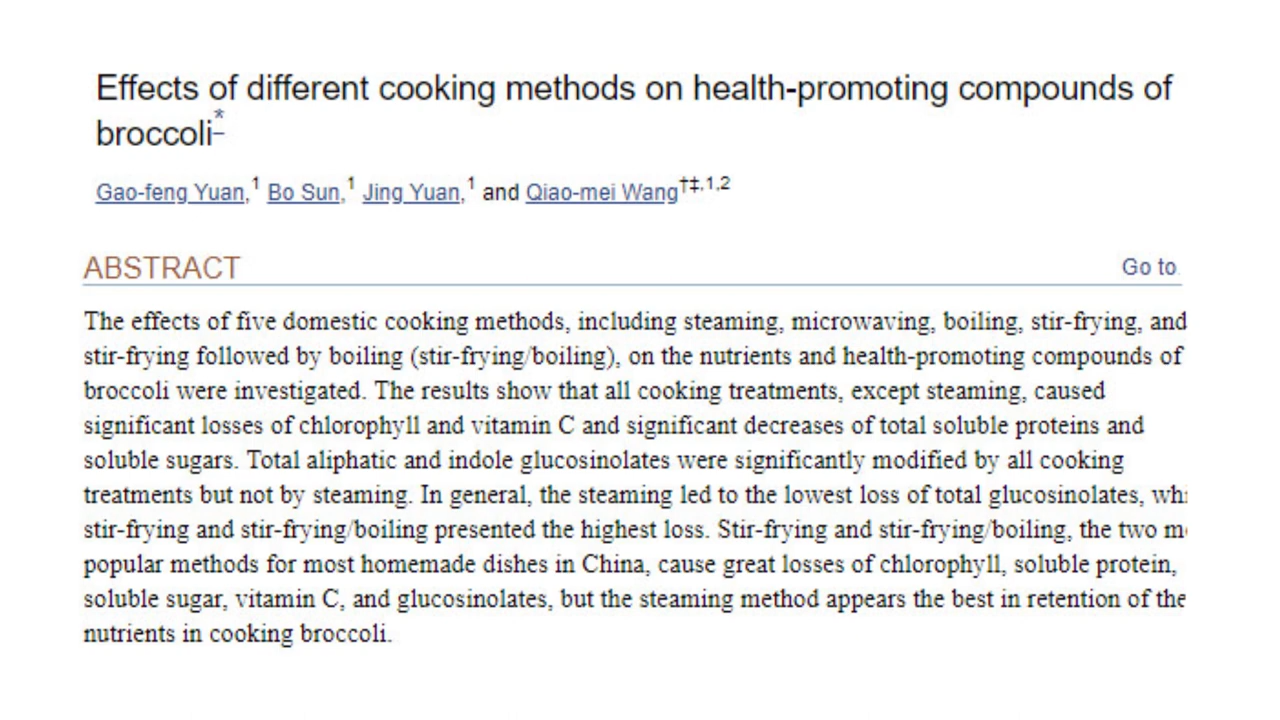 Effects of different cooking methods on health-promoting compounds of
broccoli*
Gao-feng Yuan,1 Bo Sun,1 Jing Yuan,1 and Qiao-mei Wang†‡,1,2
ABSTRACT
Go to
The effects of five domestic cooking methods, including steaming, microwaving, boiling, stir-frying, and
stir-frying followed by boiling (stir-frying/boiling), on the nutrients and health-promoting compounds of
broccoli were investigated. The results show that all cooking treatments, except steaming, caused
significant losses of chlorophyll and vitamin C and significant decreases of total soluble proteins and
soluble sugars. Total aliphatic and indole glucosinolates were significantly modified by all cooking
treatments but not by steaming. In general, the steaming led to the lowest loss of total glucosinolates,
stir-frying and stir-frying/boiling presented the highest loss. Stir-frying and stir-frying/boiling, the two
popular methods for most homemade dishes in China, cause great losses of chlorophyll, soluble protein,
soluble sugar, vitamin C, and glucosinolates, but the steaming method appears the best in retention of the
nutrients in cooking broccoli.